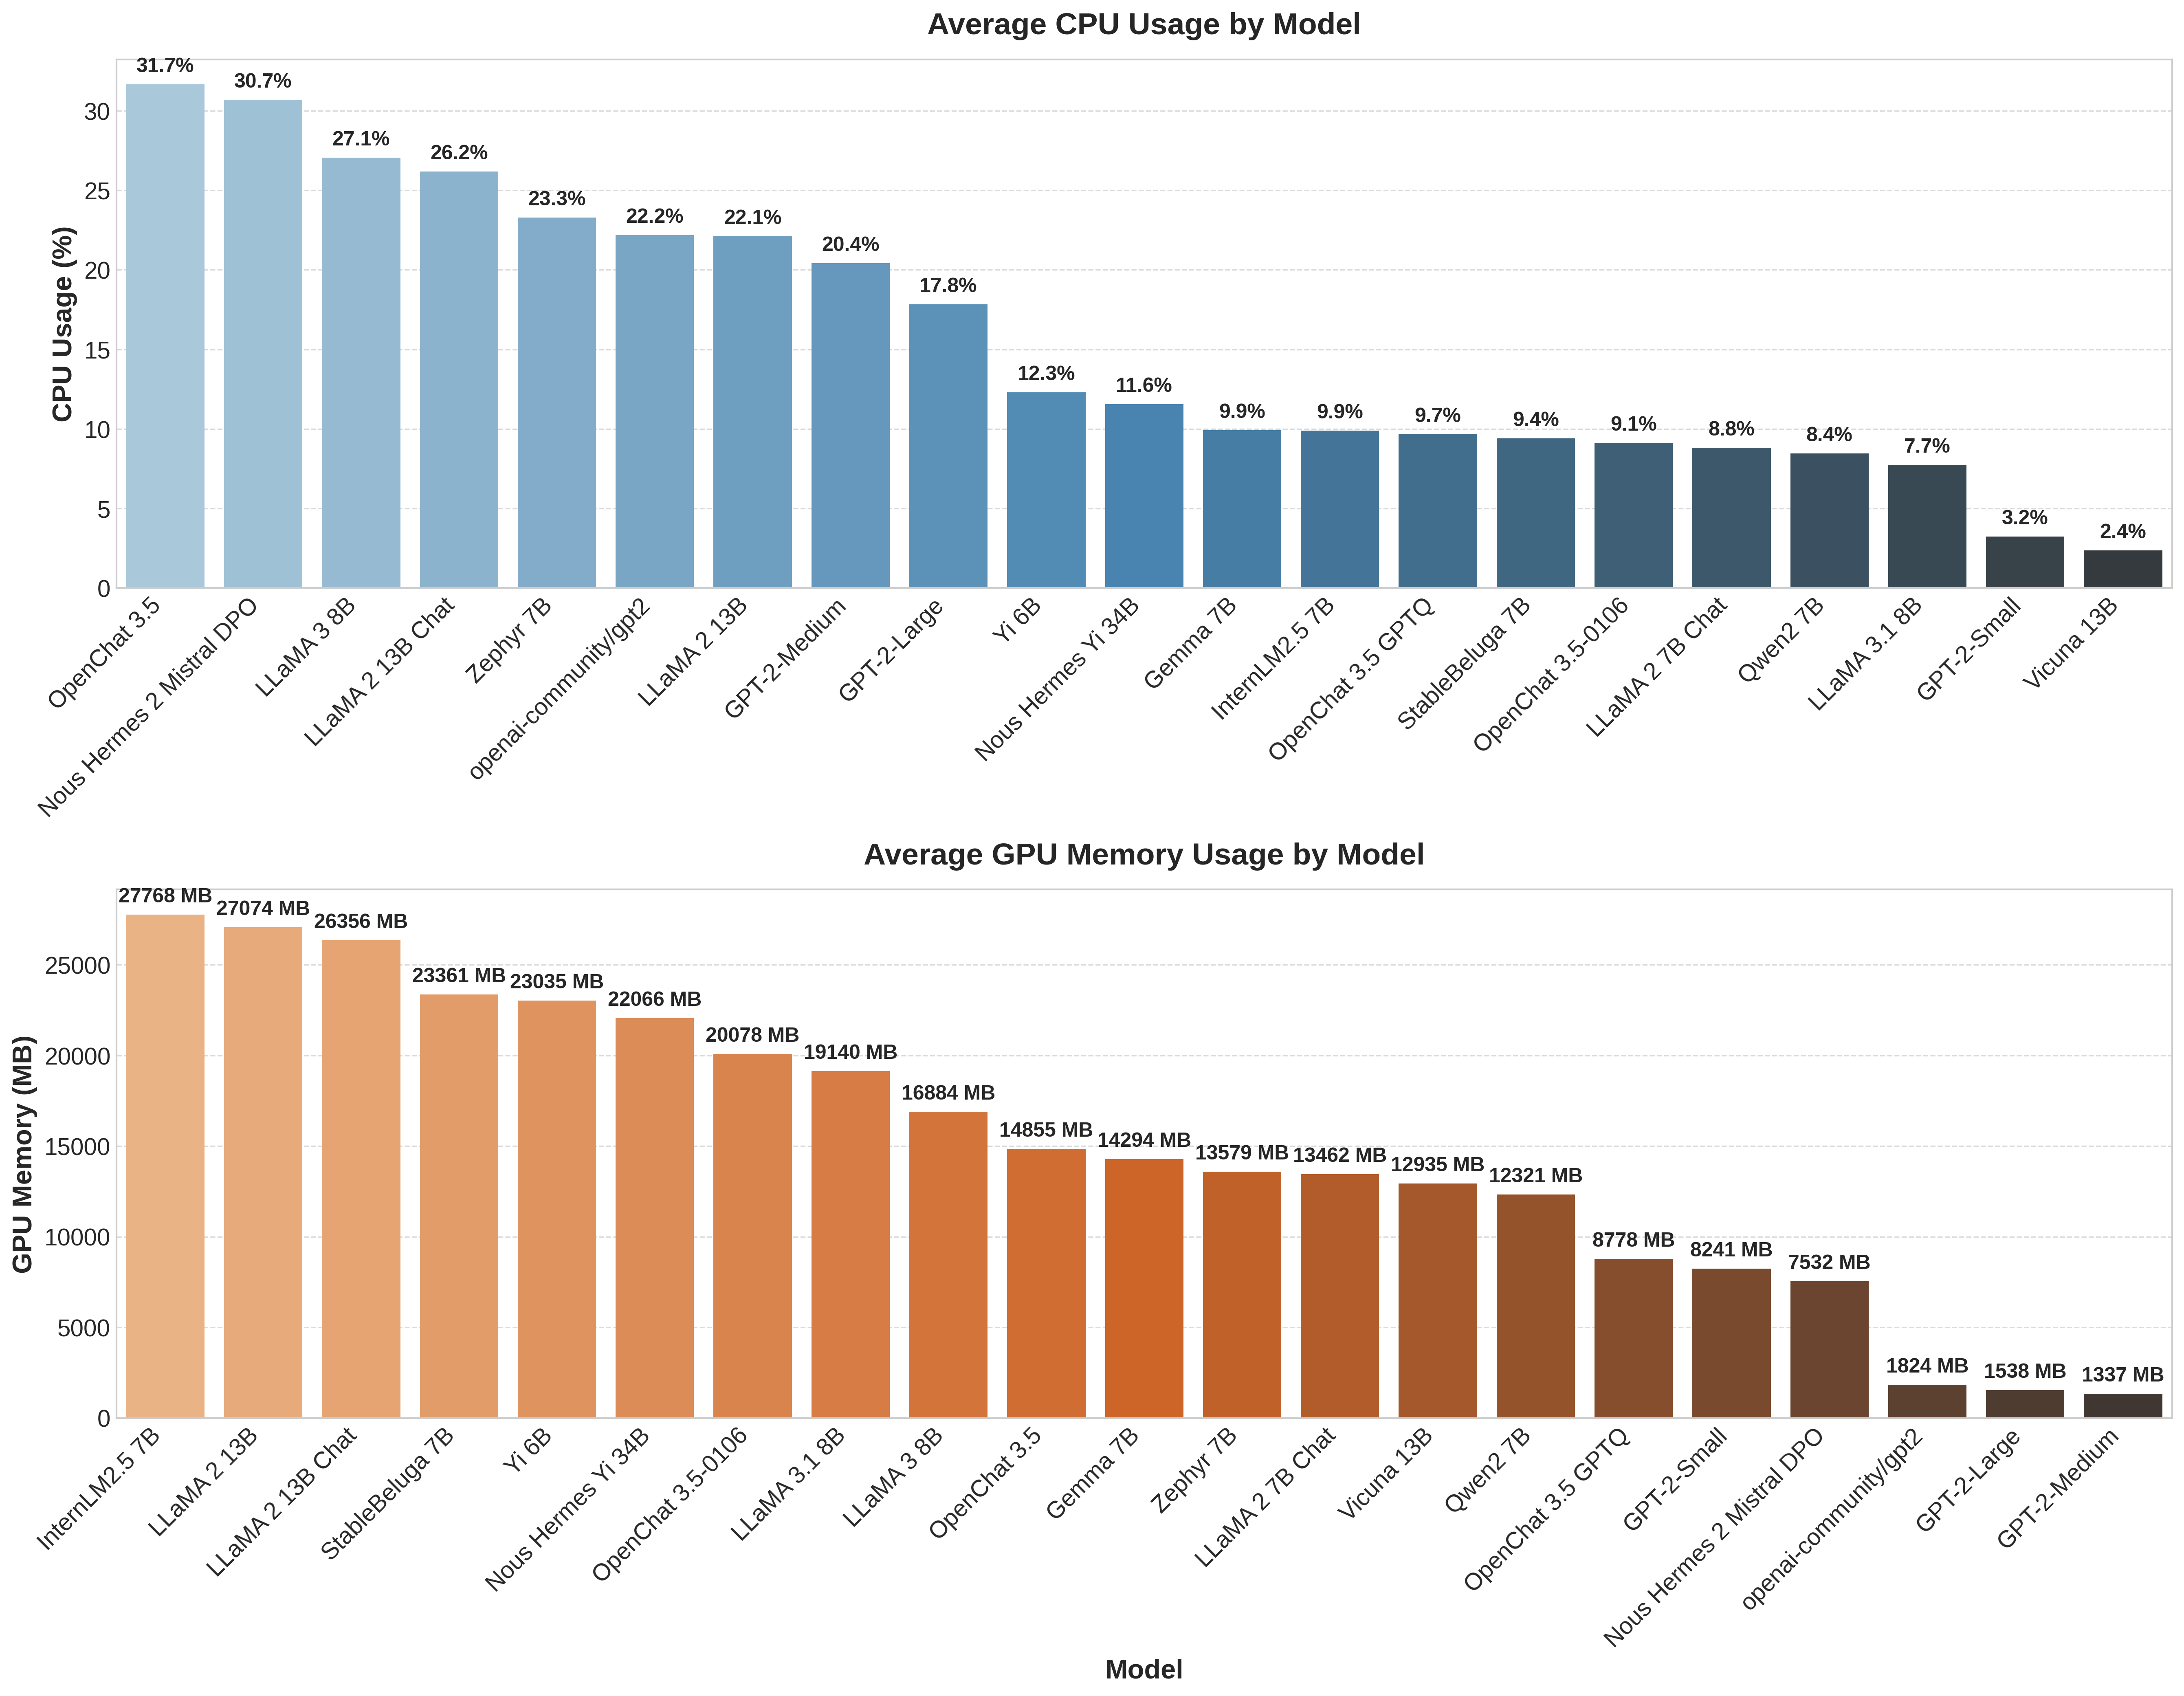 Average CPU Usage by Model
CPU Usage (%)
30
25
20
15
10
5
0
31.7%
30.7%
27.1%
26.2%
23.3%
22.2%
22.1%
20.4%
17.8%
12.3%
11.6%
9.9%
9.9%
9.7%
9.4%
9.1%
8.8%
8.4%
7.7%
3.2%
2.4%
OpenChat 3.5
Nous Hermes 2 Mistral DPO
LLaMA 3 8B
LLaMA 2 13B Chat
Zephyr 7B
openai-community/gpt2
LLaMA 2 13B
GPT-2-Medium
GPT-2-Large
Yi 6B
Nous Hermes Yi 34B
Gemma 7B
InternLM2.5 7B
OpenChat 3.5 GPTQ
StableBeluga 7B
OpenChat 3.5-0106
LLaMA 2 7B Chat
Qwen2 7B
LLaMA 3.1 8B
GPT-2-Small
Vicuna 13B
Average GPU Memory Usage by Model
GPU Memory (MB)
25000
20000
15000
10000
5000
0
27768 MB
27074 MB
26356 MB
23361 MB
23035 MB
22066 MB
20078 MB
19140 MB
16884 MB
14855 MB
14294 MB
13579 MB
13462 MB
12935 MB
12321 MB
8778 MB
8241 MB
7532 MB
1824 MB
1538 MB
1337 MB
InternLM2.5 7B
LLaMA 2 13B
LLaMA 2 13B Chat
StableBeluga 7B
Yi 6B
Nous Hermes Yi 34B
OpenChat 3.5-0106
LLaMA 3.1 8B
LLaMA 3 8B
OpenChat 3.5
Gemma 7B
Zephyr 7B
LLaMA 2 7B Chat
Vicuna 13B
Qwen2 7B
OpenChat 3.5 GPTQ
GPT-2-Small
Nous Hermes 2 Mistral DPO
openai-community/gpt2
GPT-2-Large
GPT-2-Medium
Model